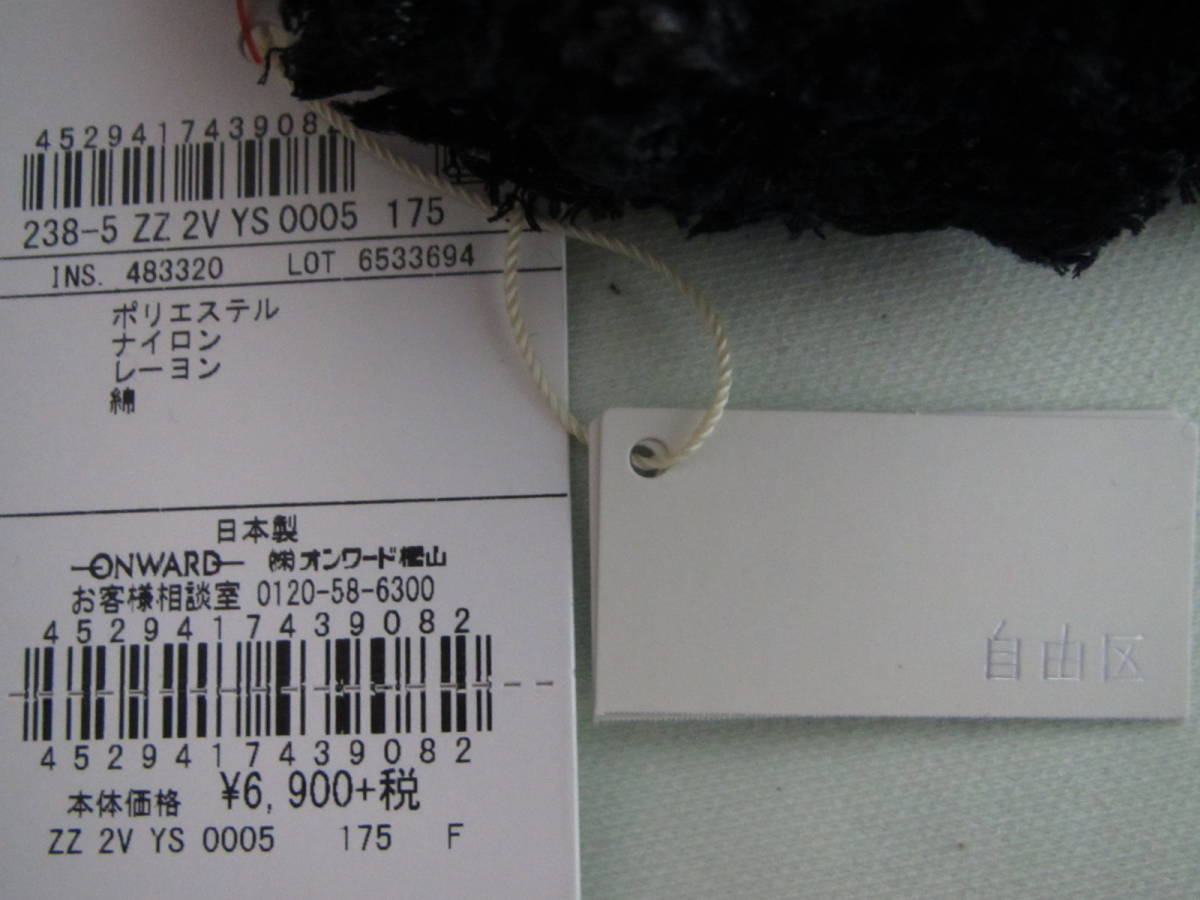 4529417439082
238-5 ZZ 2V YS 0005 175
INS. 483320 LOT 6533694
ポリエステル
ナイロン
レーヨン
綿
日本製
ONWARD ㈱オンワード樫山
お客様相談室 0120-58-6300
4529417439082
4529417439082
本体価格 ¥6,900+税
ZZ 2V YS 0005 175 F
自由区